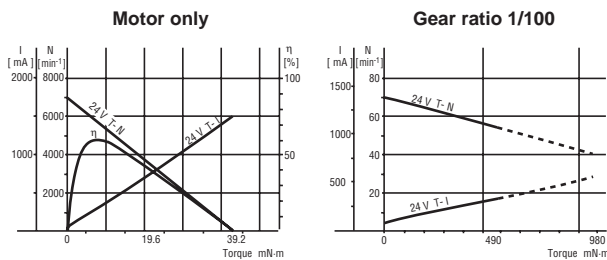 Motor only
I N η
[ mA ] [min-1] [%]
2000 8000 100
6000
1000 4000 50
2000
0 19.6 39.2
Torque mN·m
24 V T - N
η
24 V T - I
Gear ratio 1/100
I N
[ mA ] [min-1]
1500 80
60
1000
40
500 20
0 490 980
Torque mN·m
24 V T - N
24 V T - I